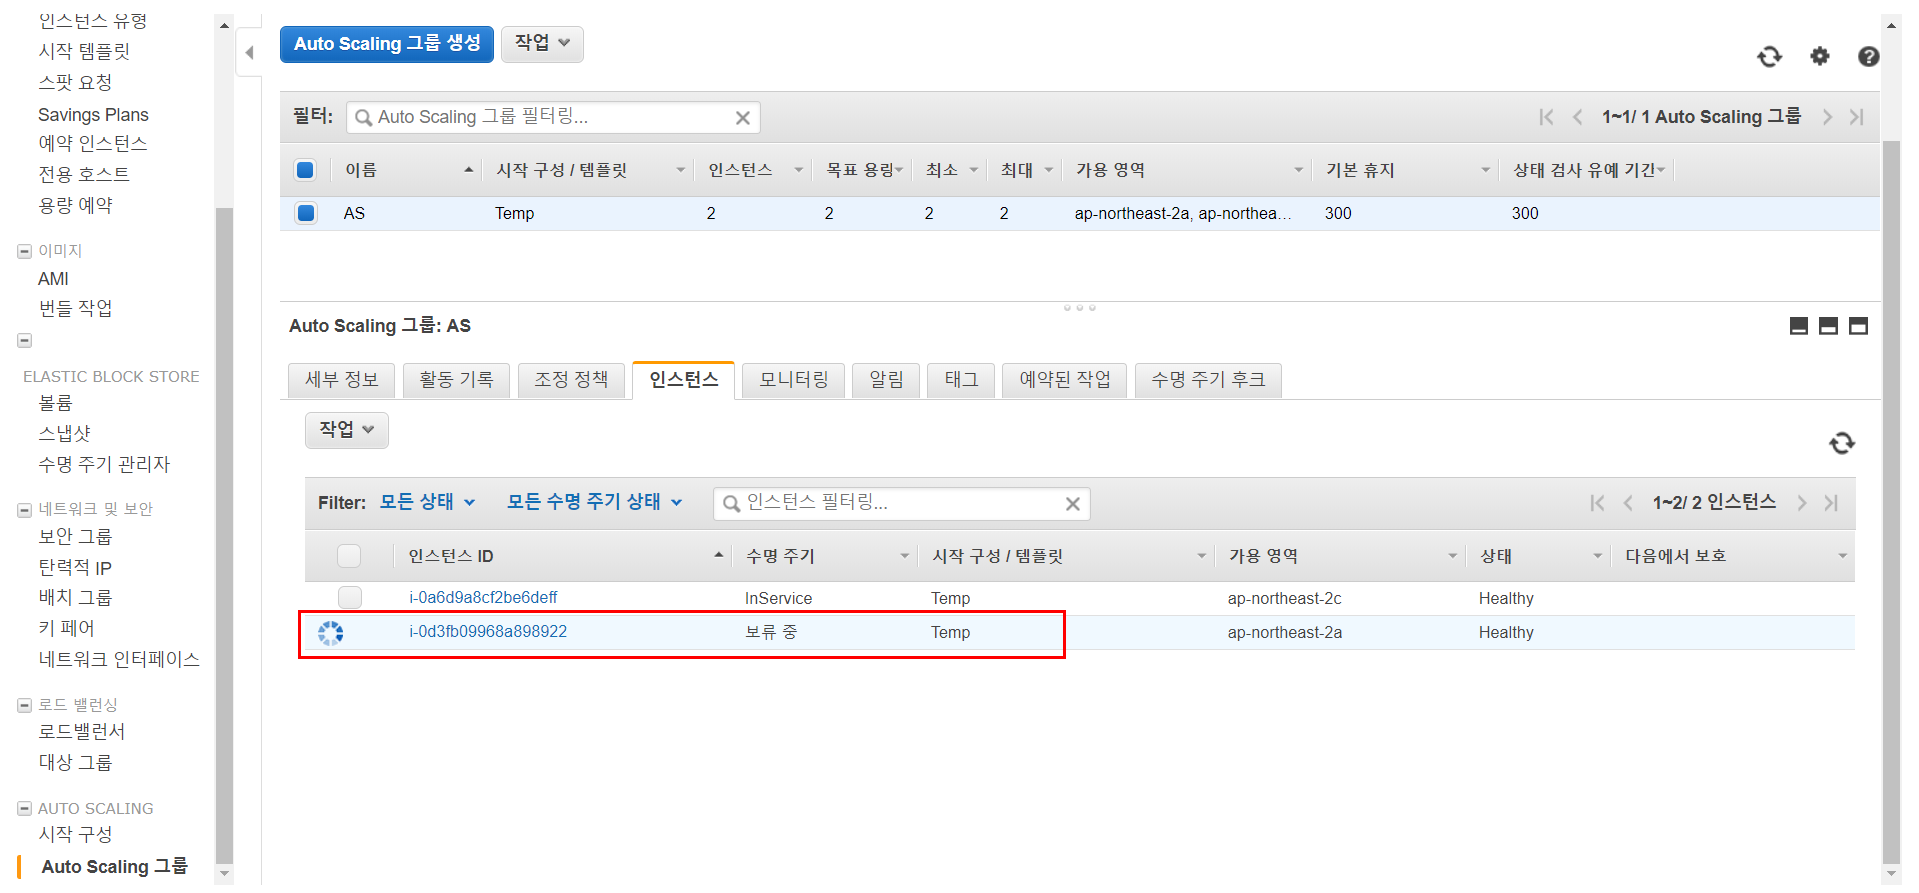 인스턴스 유형
시작 템플릿
스팟 요청
Savings Plans
예약 인스턴스
전용 호스트
용량 예약
이미지
AMI
번들 작업
ELASTIC BLOCK STORE
볼륨
스냅샷
수명 주기 관리자
네트워크 및 보안
보안 그룹
탄력적 IP
배치 그룹
키 페어
네트워크 인터페이스
로드 밸런싱
로드밸런서
대상 그룹
AUTO SCALING
시작 구성
Auto Scaling 그룹
Auto Scaling 그룹 생성 작업
필터: Auto Scaling 그룹 필터링... 1~1/ 1 Auto Scaling 그룹
이름 시작 구성 / 템플릿 인스턴스 목표 용량 최소 최대 가용 영역 기본 휴지 상태 검사 유예 기간
AS Temp 2 2 2 2 ap-northeast-2a, ap-northea... 300 300
Auto Scaling 그룹: AS
세부 정보 활동 기록 조정 정책 인스턴스 모니터링 알림 태그 예약된 작업 수명 주기 후크
작업
Filter: 모든 상태 모든 수명 주기 상태 인스턴스 필터링... 1~2/ 2 인스턴스
인스턴스 ID 수명 주기 시작 구성 / 템플릿 가용 영역 상태 다음에서 보호
i-0a6d9a8cf2be6deff InService Temp ap-northeast-2c Healthy
i-0d3fb09968a898922 보류 중 Temp ap-northeast-2a Healthy